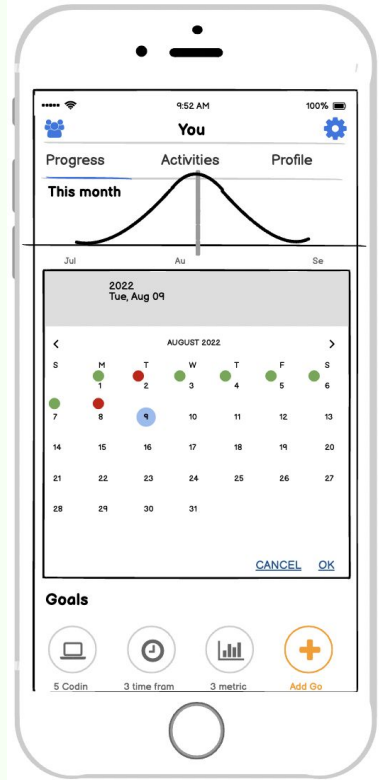 9:52 AM 100%
You
Progress Activities Profile
This month
Jul Au Se
2022
Tue, Aug 09
< AUGUST 2022 >
S M T W T F S
1 2 3 4 5 6
7 8 9 10 11 12 13
14 15 16 17 18 19 20
21 22 23 24 25 26 27
28 29 30 31
CANCEL OK
Goals
5 Codin 3 time fram 3 metric Add Go